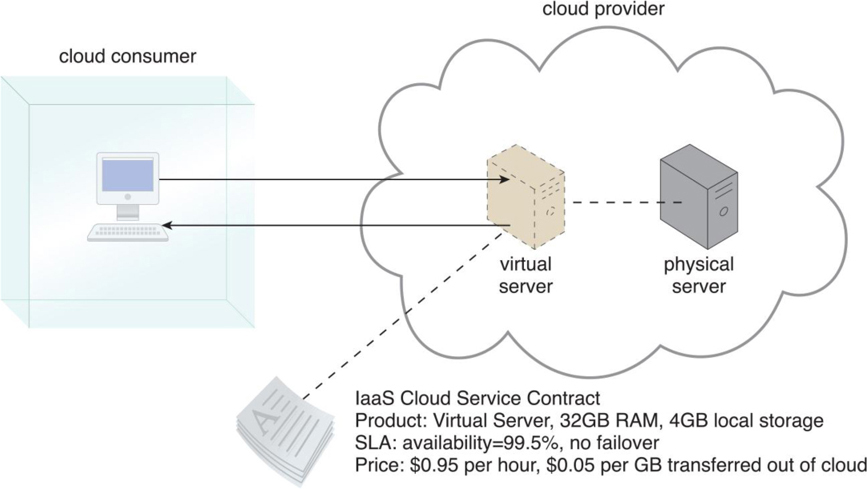 cloud provider
cloud consumer
virtual
server
physical
server
IaaS Cloud Service Contract
Product: Virtual Server, 32GB RAM, 4GB local storage
SLA: availability=99.5%, no failover
Price: $0.95 per hour, $0.05 per GB transferred out of cloud
A